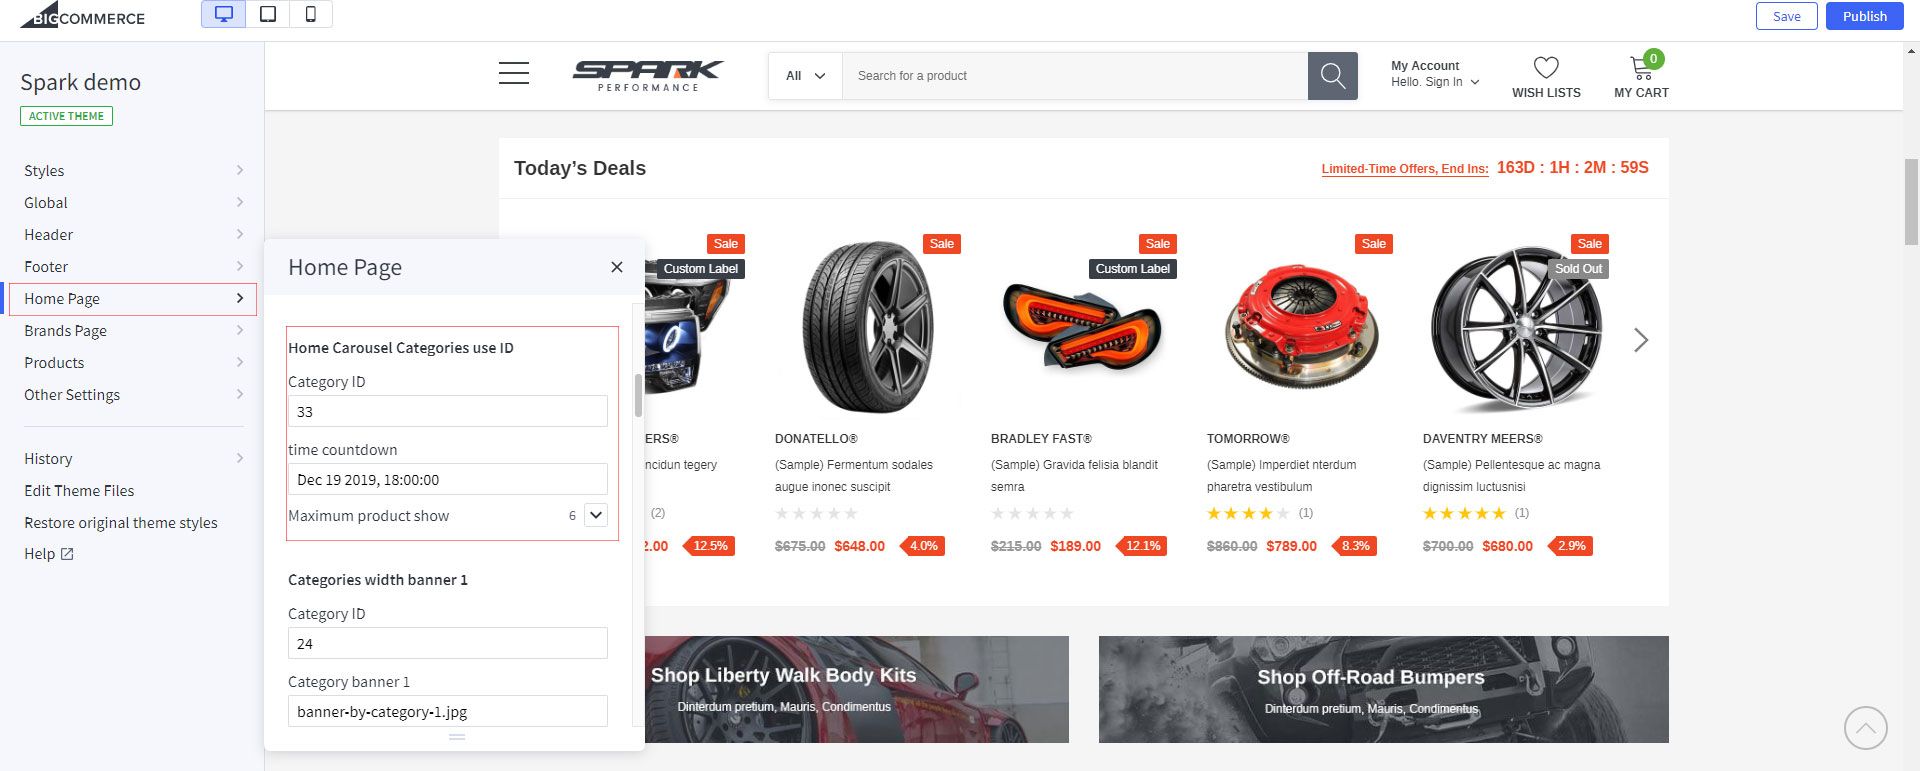 BIGCOMMERCE
Save
Publish
Spark demo
ACTIVE THEME
Styles
Global
Header
Footer
Home Page
Brands Page
Products
Other Settings
History
Edit Theme Files
Restore original theme styles
Help
SPARK
PERFORMANCE
All
Search for a product
My Account
Hello. Sign In
WISH LISTS
0
MY CART
Today’s Deals
Limited-Time Offers, End Ins: 163D : 1H : 2M : 59S
Home Page
Home Carousel Categories use ID
Category ID
33
time countdown
Dec 19 2019, 18:00:00
Maximum product show 6
Categories width banner 1
Category ID
24
Category banner 1
banner-by-category-1.jpg
Sale
Custom Label
ERS®
ncidun tegery
(2)
2.00 12.5%
Sale
DONATELLO®
(Sample) Fermentum sodales
augue inonec suscipit
$675.00 $648.00 4.0%
Sale
Custom Label
BRADLEY FAST®
(Sample) Gravida felisia blandit
semra
$215.00 $189.00 12.1%
Sale
TOMORROW®
(Sample) Imperdiet nterdum
pharetra vestibulum
(1)
$860.00 $789.00 8.3%
Sale
Sold Out
DAVENTRY MEERS®
(Sample) Pellentesque ac magna
dignissim luctusnisi
(1)
$700.00 $680.00 2.9%
Shop Liberty Walk Body Kits
Dinterdum pretium, Mauris, Condimentus
Shop Off-Road Bumpers
Dinterdum pretium, Mauris, Condimentus